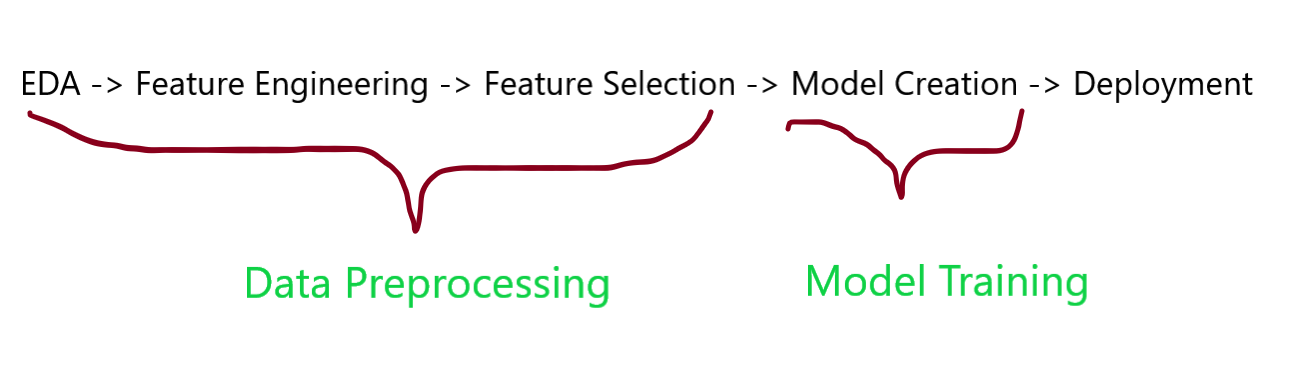 EDA -> Feature Engineering -> Feature Selection -> Model Creation -> Deployment
Data Preprocessing Model Training